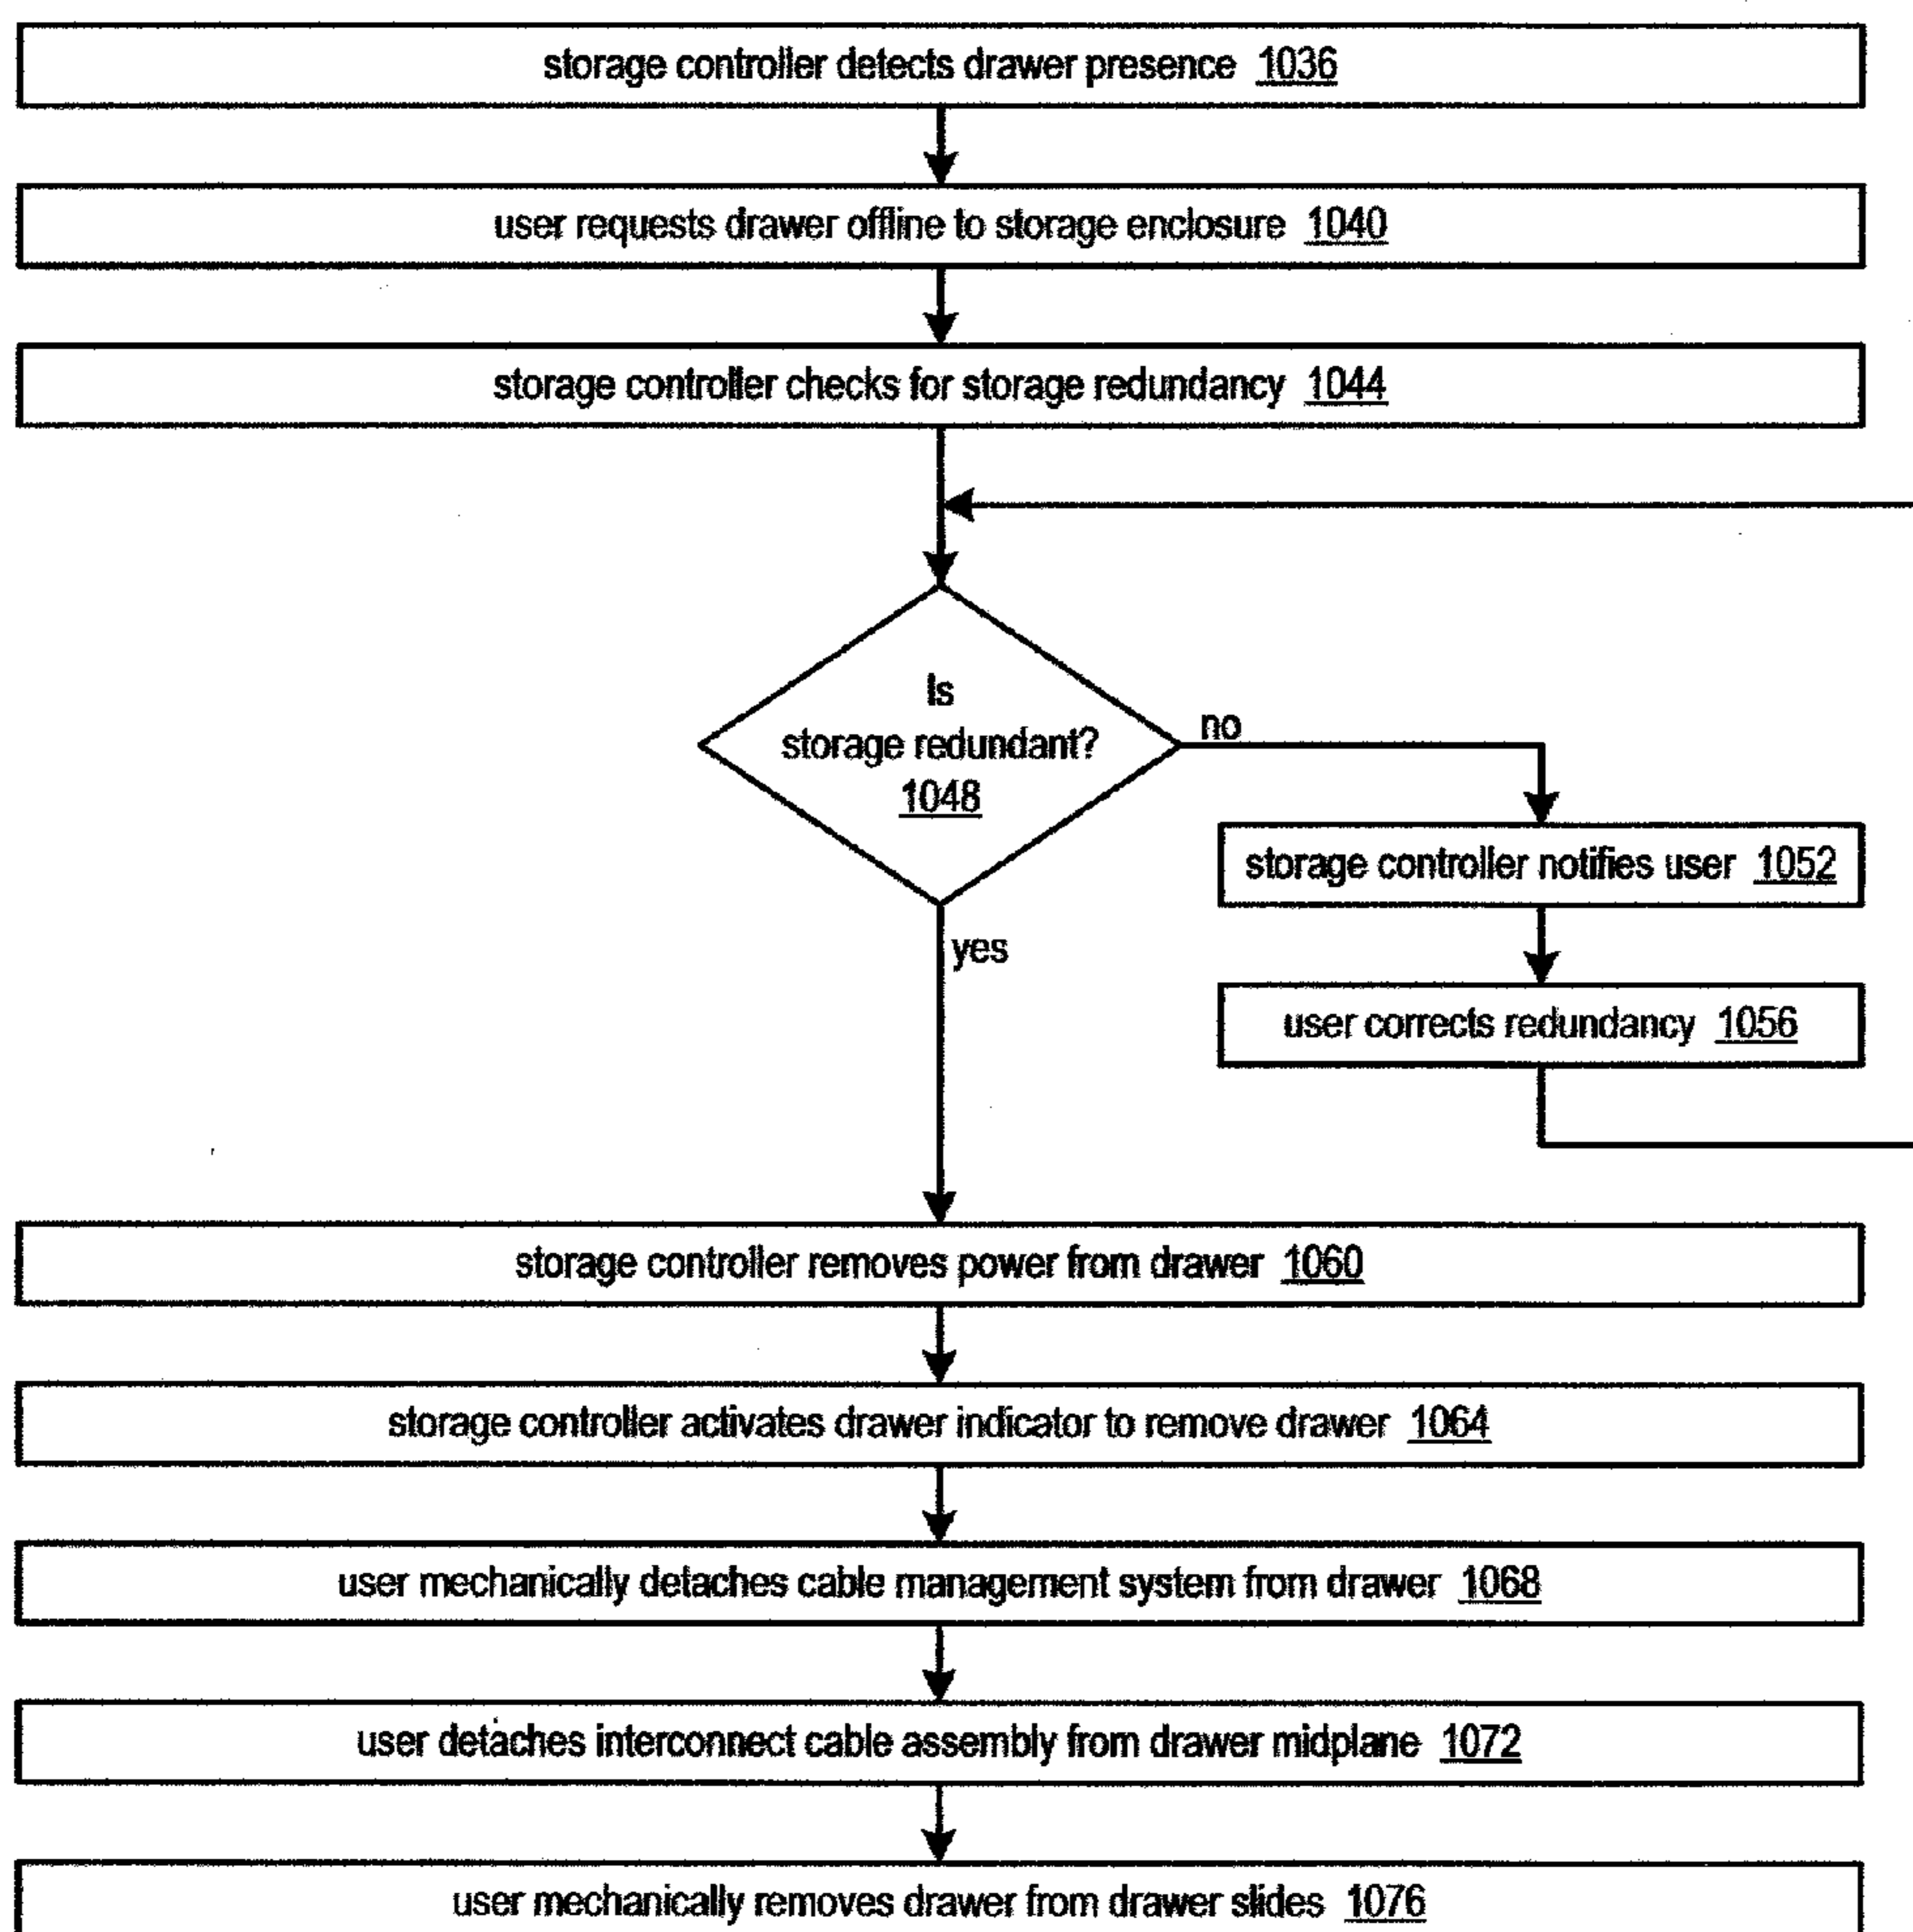 storage controller detects drawer presence 1036
user requests drawer offline to storage enclosure 1040
storage controller checks for storage redundancy 1044
Is
storage redundant?
1048
no
storage controller notifies user 1052
yes
user corrects redundancy 1056
storage controller removes power from drawer 1060
storage controller activates drawer indicator to remove drawer 1064
user mechanically detaches cable management system from drawer 1068
user detaches interconnect cable assembly from drawer midplane 1072
user mechanically removes drawer from drawer slides 1076